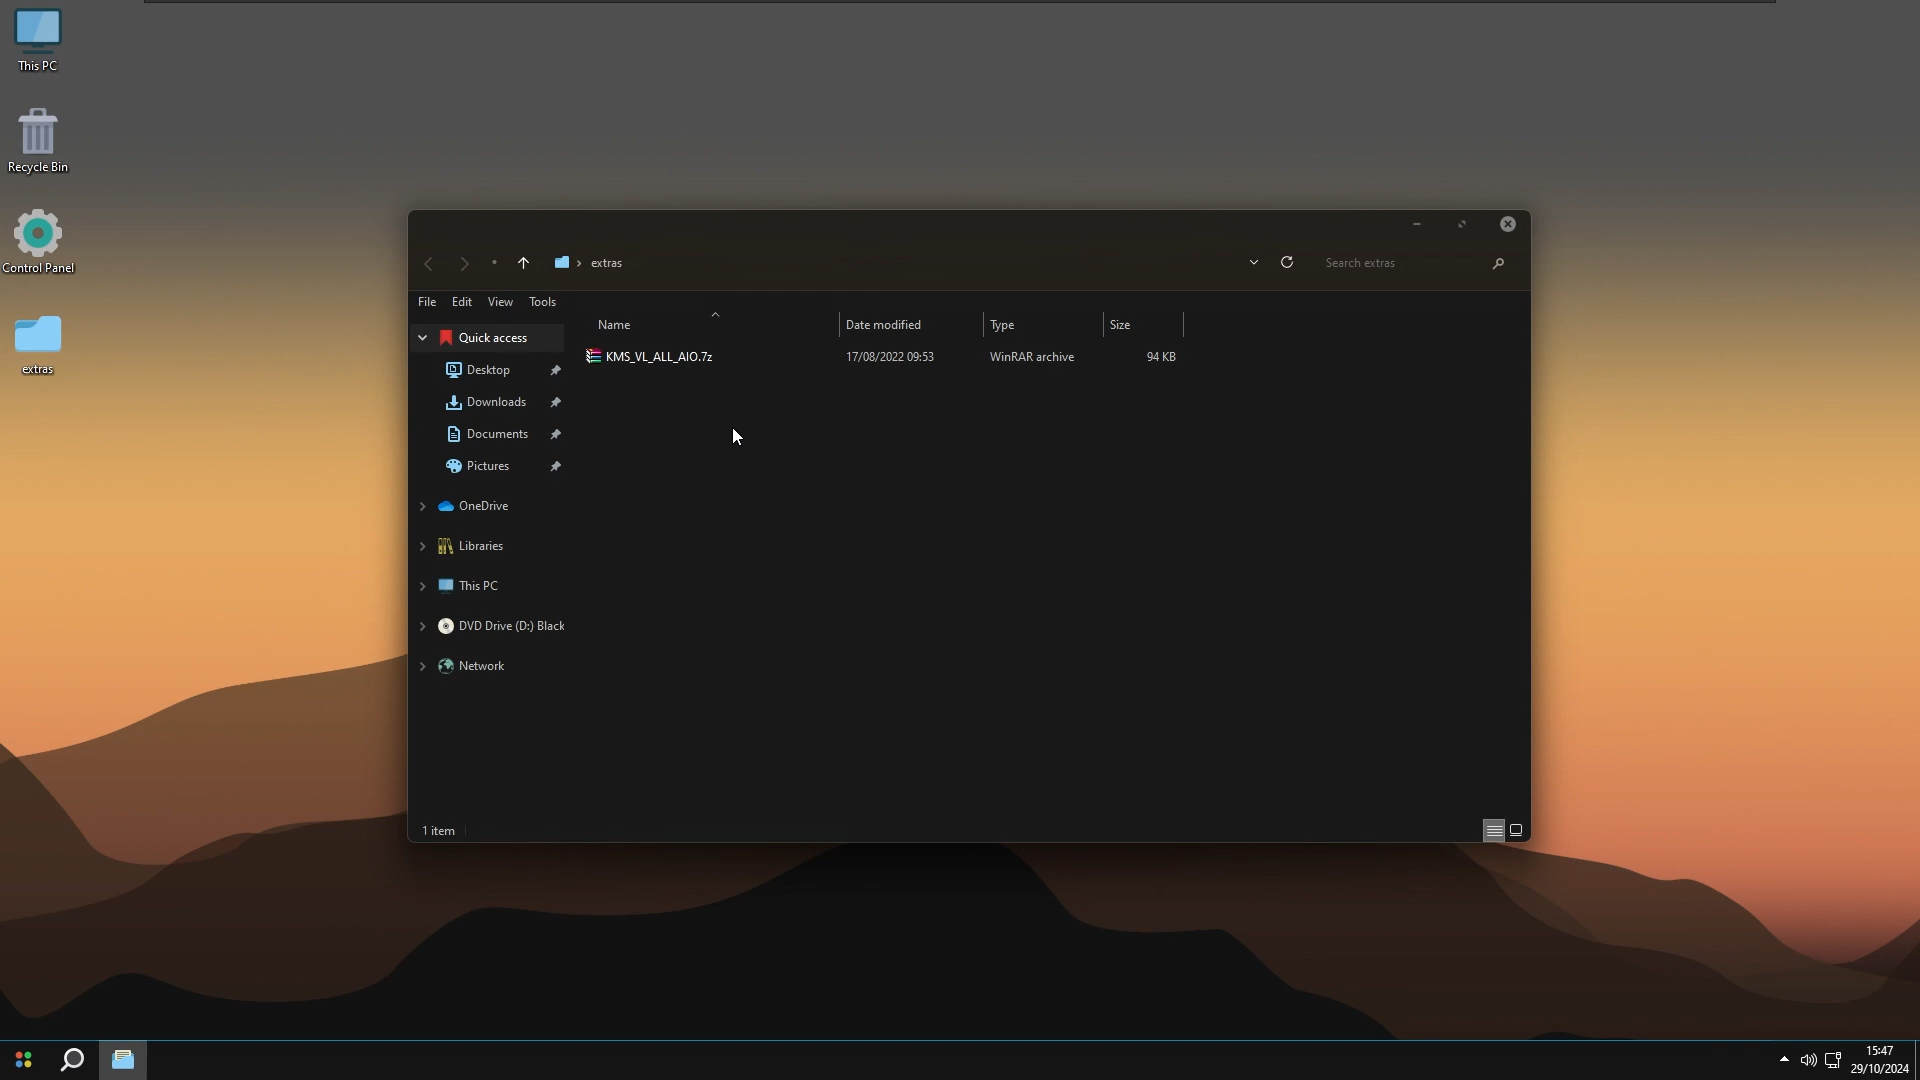 This PC
Recycle Bin
Control Panel
extras
extras
Search extras
File Edit View Tools
Name Date modified Type Size
KMS_VL_ALL_AIO.7z 17/08/2022 09:53 WinRAR archive 94 KB
Quick access
Desktop
Downloads
Documents
Pictures
OneDrive
Libraries
This PC
DVD Drive (D:) Black
Network
1 item
15:47
29/10/2024